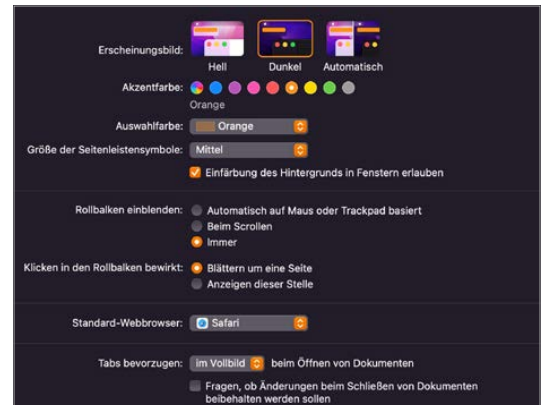 Erscheinungsbild:
Hell Dunkel Automatisch
Akzentfarbe:
Orange
Auswahlfarbe: Orange
Größe der Seitenleistensymbole: Mittel
Einfärbung des Hintergrunds in Fenstern erlauben
Rollbalken einblenden: Automatisch auf Maus oder Trackpad basiert
Beim Scrollen
Immer
Klicken in den Rollbalken bewirkt: Blättern um eine Seite
Anzeigen dieser Stelle
Standard-Webbrowser: Safari
Tabs bevorzugen: im Vollbild beim Öffnen von Dokumenten
Fragen, ob Änderungen beim Schließen von Dokumenten
beibehalten werden sollen